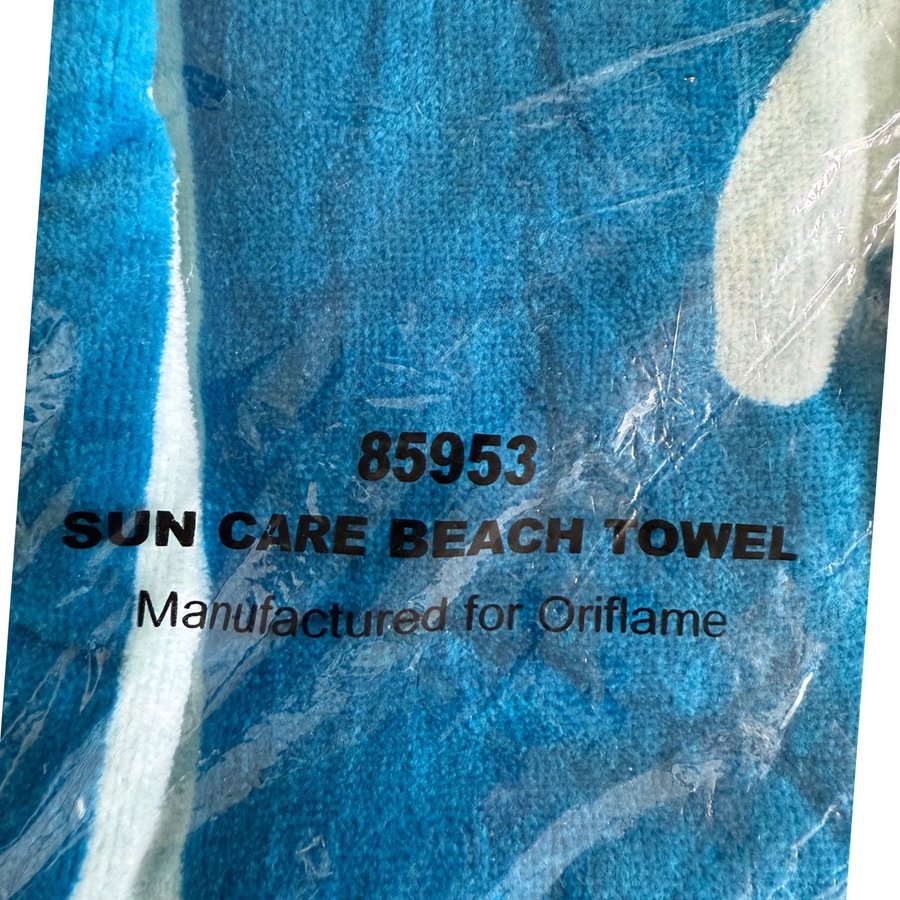 85953
SUN CARE BEACH TOWEL
Manufactured for Oriflame